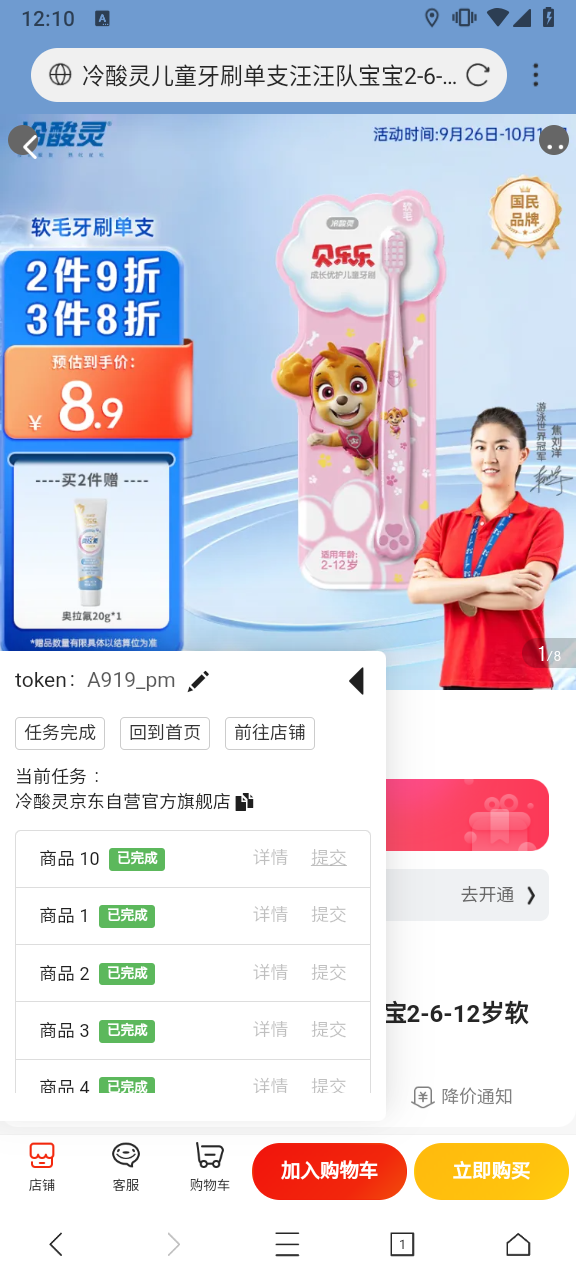 12:10
A
冷酸灵儿童牙刷单支汪汪队宝宝2-6-...
冷酸灵
活动时间:9月26日-10月1
国民
品牌
软毛牙刷单支
2件9折
3件8折
预估到手价:
¥ 8.9
----买2件赠 ----
奥拉氟20g*1
*赠品数量有限具体以结算位为准
冷酸灵
软毛
贝乐乐
成长优护儿童牙刷
适用年龄:
2-12岁
游泳世界冠军
焦刘洋
1/8
token: A919_pm
任务完成 回到首页 前往店铺
当前任务 :
冷酸灵京东自营官方旗舰店
商品 10 已完成 详情 提交
商品 1 已完成 详情 提交
商品 2 已完成 详情 提交
商品 3 已完成 详情 提交
商品 4 已完成 详情 提交
去开通
宝2-6-12岁软
降价通知
店铺 客服 购物车 加入购物车 立即购买
1